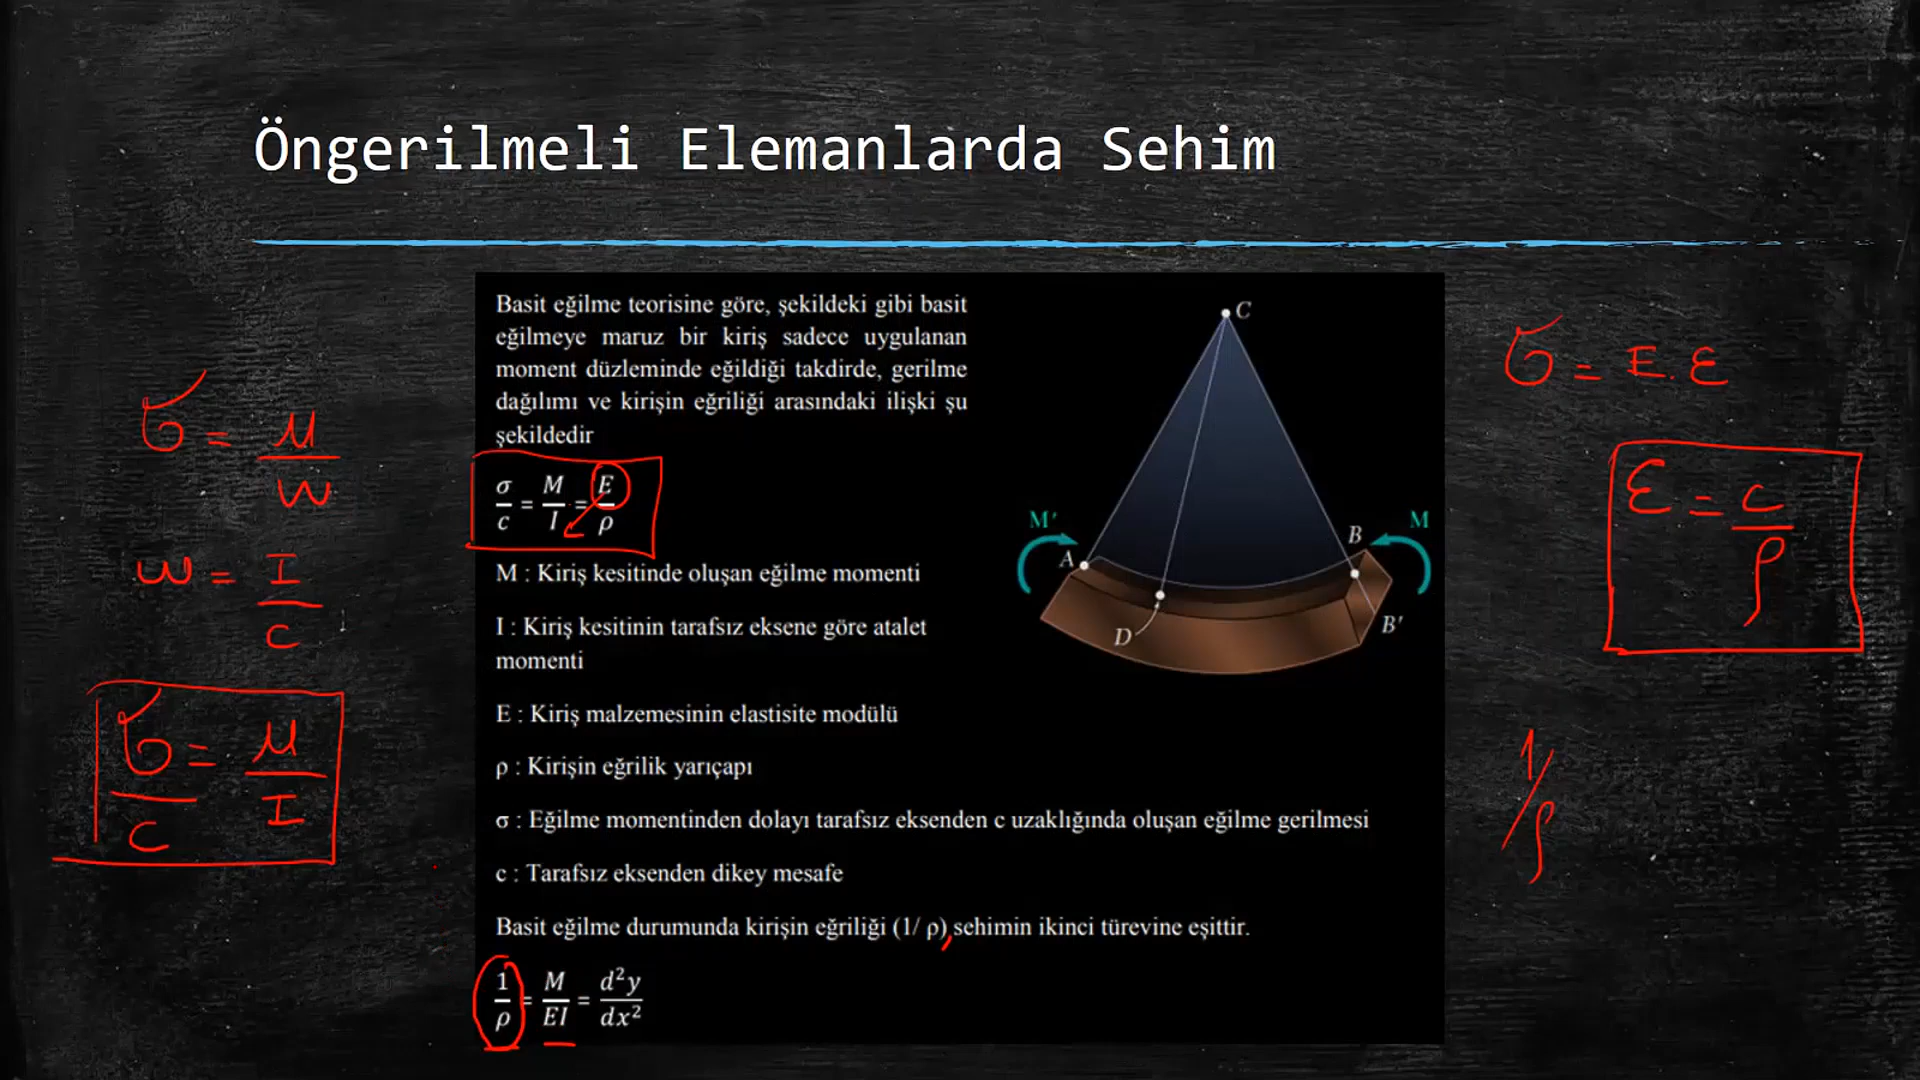 Öngerilmeli Elemanlarda Sehim
Basit eğilme teorisine göre, şekildeki gibi basit
eğilmeye maruz bir kiriş sadece uygulanan
moment düzleminde eğildiği takdirde, gerilme
dağılımı ve kirişin eğriliği arasındaki ilişki şu
şekildedir
σ/c = M/I = E/ρ
M : Kiriş kesitinde oluşan eğilme momenti
I : Kiriş kesitinin tarafsız eksene göre atalet
momenti
E : Kiriş malzemesinin elastisite modülü
ρ : Kirişin eğrilik yarıçapı
σ : Eğilme momentinden dolayı tarafsız eksenden c uzaklığında oluşan eğilme gerilmesi
c : Tarafsız eksenden dikey mesafe
Basit eğilme durumunda kirişin eğriliği (1/ ρ), sehimin ikinci türevine eşittir.
1/ρ = M/EI = d²y/dx²
C
M'
A
B
M
D
B'
σ = M/W
W = I/c
σ/c = M/I
σ = E.ε
ε = c/ρ
1/ρ